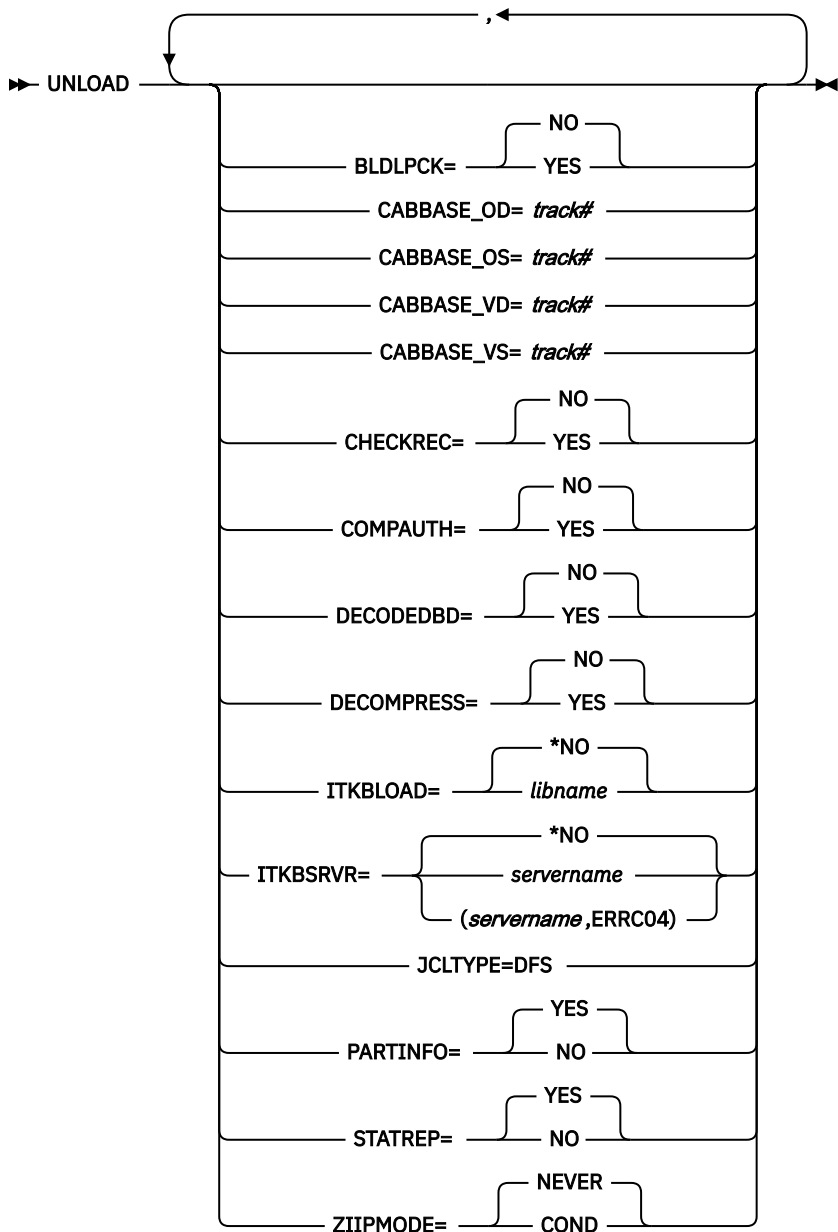 ,
UNLOAD
NO
BLDLPCK= YES
CABBASE_OD= track#
CABBASE_OS= track#
CABBASE_VD= track#
CABBASE_VS= track#
NO
CHECKREC= YES
NO
COMPAUTH= YES
NO
DECODEDBD= YES
NO
DECOMPRESS= YES
*NO
ITKBLOAD= libname
*NO
ITKBSRVR= servername
(servername,ERRC04)
JCLTYPE=DFS
YES
PARTINFO= NO
YES
STATREP= NO
NEVER
ZIIPMODE= COND